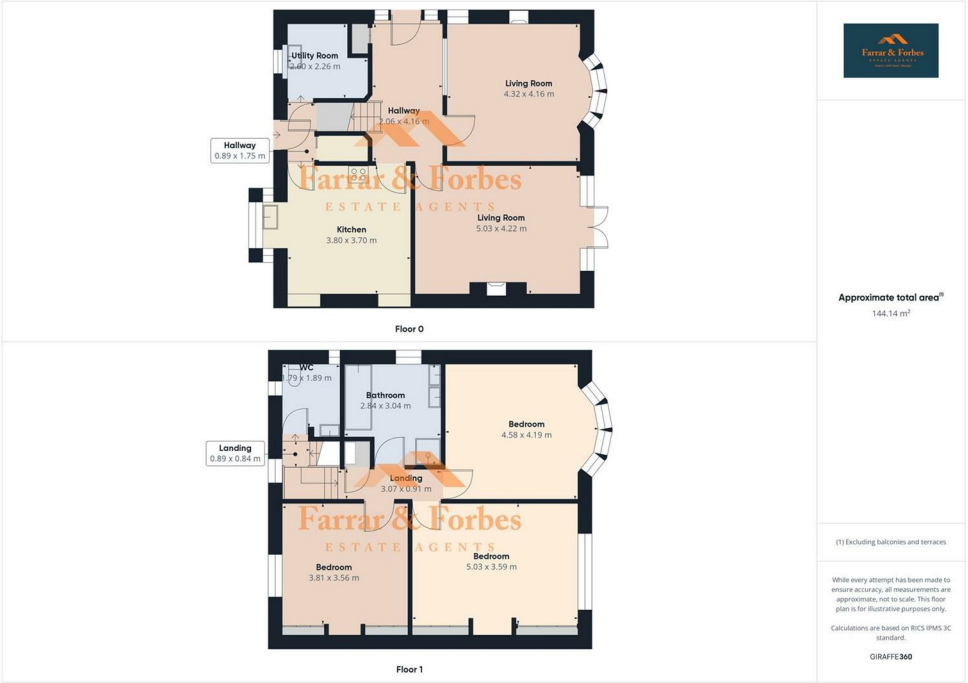 Utility Room
2.60 x 2.26 m
Living Room
4.32 x 4.16 m
Hallway
2.06 x 4.16 m
Hallway
0.89 x 1.75 m
Farrar & Forbes
ESTATE AGENTS
Kitchen
3.80 x 3.70 m
Living Room
5.03 x 4.22 m
Floor 0
WC
1.79 x 1.89 m
Bathroom
2.84 x 3.04 m
Bedroom
4.58 x 4.19 m
Landing
0.89 x 0.84 m
Landing
3.07 x 0.91 m
Farrar & Forbes
ESTATE AGENTS
Bedroom
3.81 x 3.56 m
Bedroom
5.03 x 3.59 m
Floor 1
Farrar & Forbes
ESTATE AGENTS
Approximate total area(1)
144.14 m²
(1) Excluding balconies and terraces
While every attempt has been made to
ensure accuracy, all measurements are
approximate, not to scale. This floor
plan is for illustrative purposes only.
Calculations are based on RICS IPMS 3C
standard.
GIRAFFE360